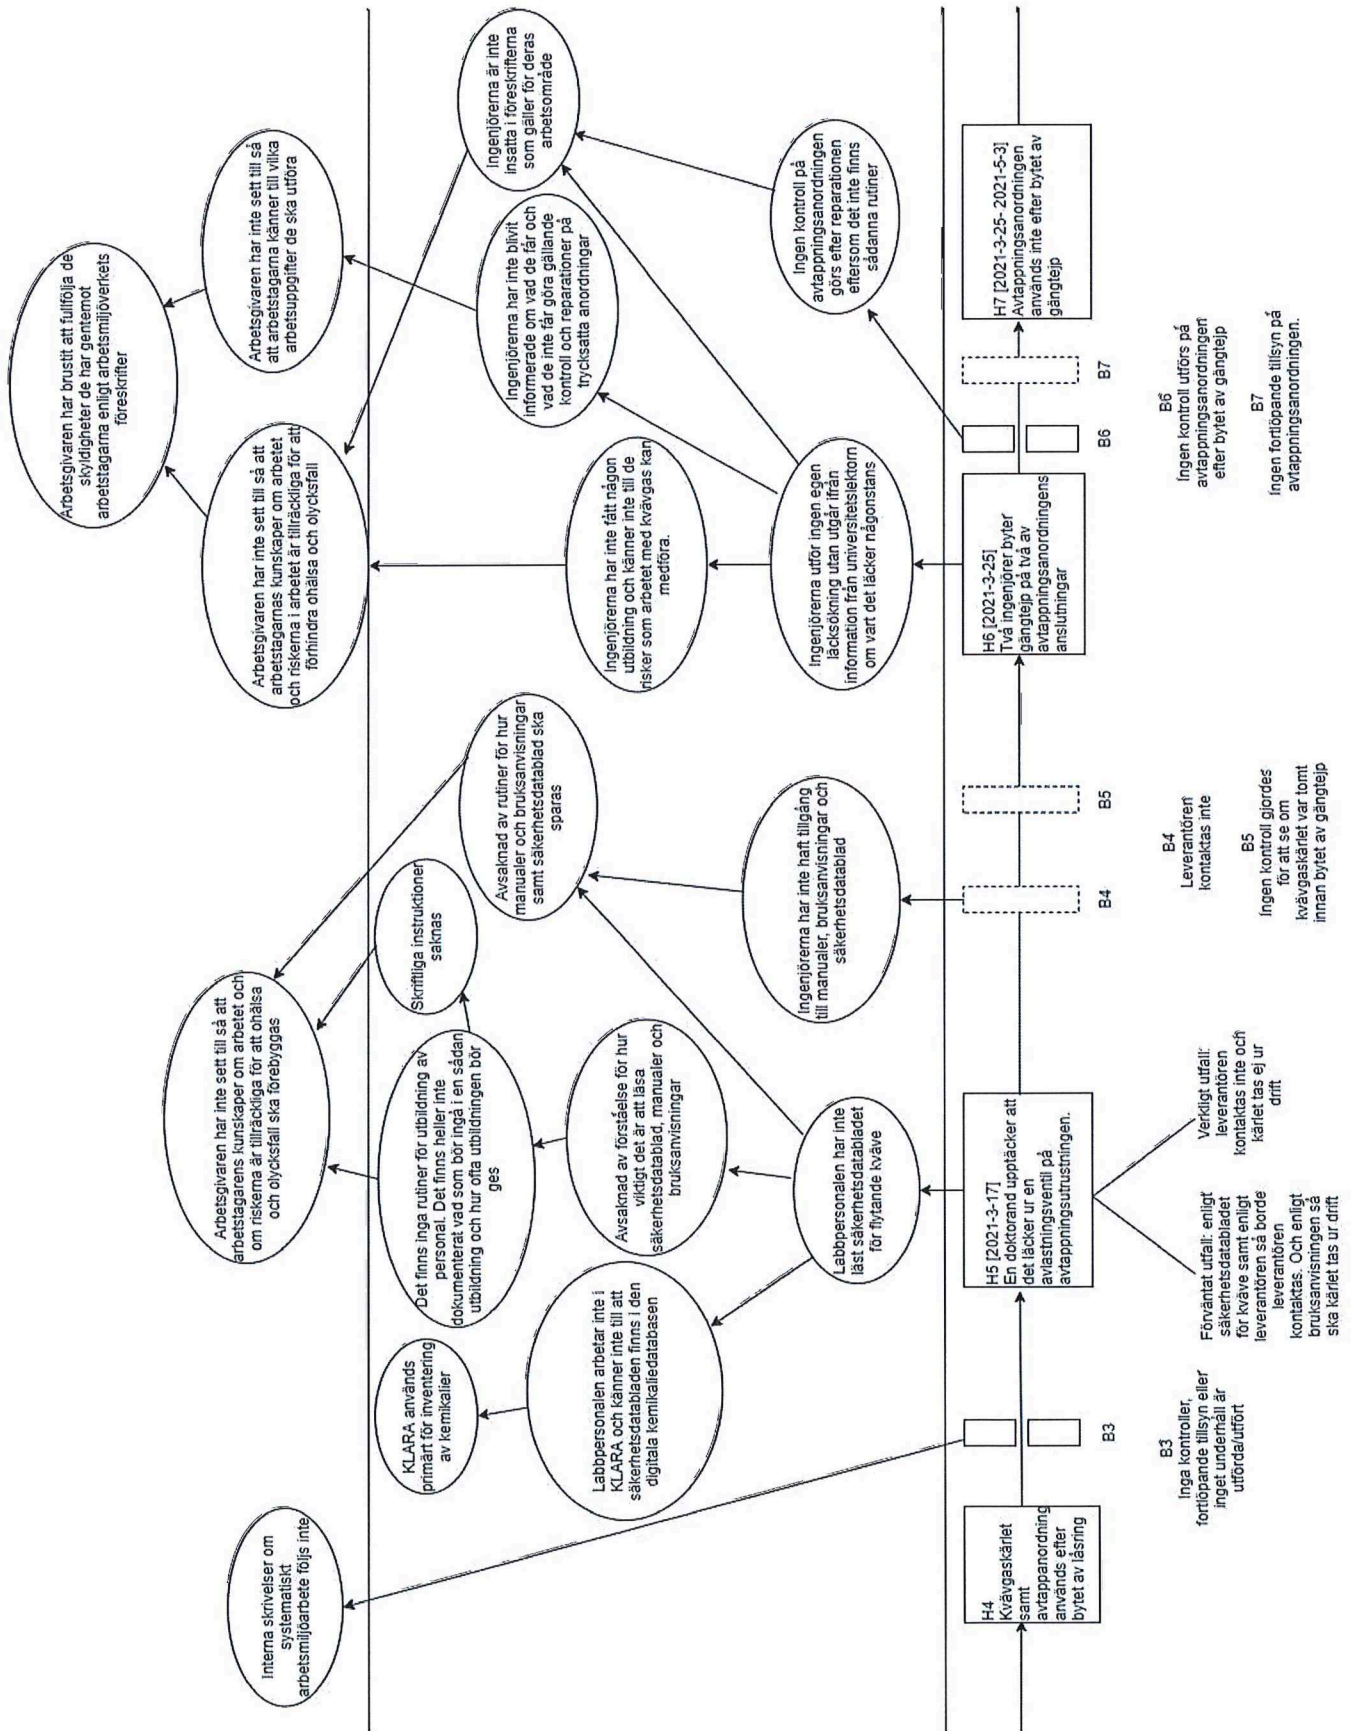 Interna skrivelser om
systematiskt
arbetsmiljöarbete följs inte
Arbetsgivaren har inte sett till så att
arbetstagarens kunskaper om arbetet och
om riskerna är tillräckliga för att ohälsa
och olycksfall ska förebyggas
Arbetsgivaren har brustit att fullfölja de
skyldigheter de har gentemot
arbetstagarna enligt arbetsmiljöverkets
föreskrifter
Arbetsgivaren har inte sett till så att
arbetstagarnas kunskaper om arbetet
och riskerna i arbetet är tillräckliga för att
förhindra ohälsa och olycksfall
Arbetsgivaren har inte sett till så
att arbetstagarna känner till vilka
arbetsuppgifter de ska utföra
KLARA används
primärt för inventering
av kemikalier
Det finns inga rutiner för utbildning av
personal. Det finns heller inte
dokumenterat vad som bör ingå i en sådan
utbildning och hur ofta utbildningen bör
ges
Skriftliga instruktioner
saknas
Avsaknad av rutiner för hur
manualer och bruksanvisningar
samt säkerhetsdatablad ska
sparas
Ingenjörerna är inte
insatta i föreskrifterna
som gäller för deras
arbetsområde
Labbpersonalen arbetar inte i
KLARA och känner inte till att
säkerhetsdatabladen finns i den
digitala kemikaliedatabasen
Avsaknad av förståelse för hur
viktigt det är att läsa
säkerhetsdatablad, manualer och
bruksanvisningar
Ingenjörerna har inte fått någon
utbildning och känner inte till de
risker som arbetet med kvävgas kan
medföra.
Ingenjörerna har inte blivit
informerade om vad de får och
vad de inte får göra gällande
kontroll och reparationer på
trycksatta anordningar
Labbpersonalen har inte
läst säkerhetsdatabladet
för flytande kväve
Ingenjörerna har inte haft tillgång
till manualer, bruksanvisningar och
säkerhetsdatablad
Ingenjörerna utför ingen egen
läcksökning utan utgår ifrån
information från universitetslektorn
om vart det läcker någonstans
Ingen kontroll på
avtappningsanordningen
görs efter reparationen
eftersom det inte finns
sådanna rutiner
H4
Kvävgaskärlet
samt
avtappanordning
används efter
bytet av låsring
B3
H5 [2021-3-17]
En doktorand upptäcker att
det läcker ur en
avlastningsventil på
avtappningsutrustningen.
B4
B5
H6 [2021-3-25]
Två ingenjörer byter
gängtejp på två av
avtappningsanordningens
anslutningar
B6
B7
H7 [2021-3-25- 2021-5-3]
Avtappningsanordningen
används inte efter bytet av
gängtejp
B3
Inga kontroller,
fortlöpande tillsyn eller
inget underhåll är
utförda/utfört
Förväntat utfall: enligt
säkerhetsdatabladet
för kväve samt enligt
leverantören så borde
leverantören
kontaktas. Och enligt
bruksanvisningen så
ska kärlet tas ur drift
Verkligt utfall:
leverantören
kontaktas inte och
kärlet tas ej ur
drift
B4
Leverantören
kontaktas inte
B5
Ingen kontroll gjordes
för att se om
kvävgaskärlet var tomt
innan bytet av gängtejp
B6
Ingen kontroll utförs på
avtappningsanordningen
efter bytet av gängtejp
B7
Ingen fortlöpande tillsyn på
avtappningsanordningen.